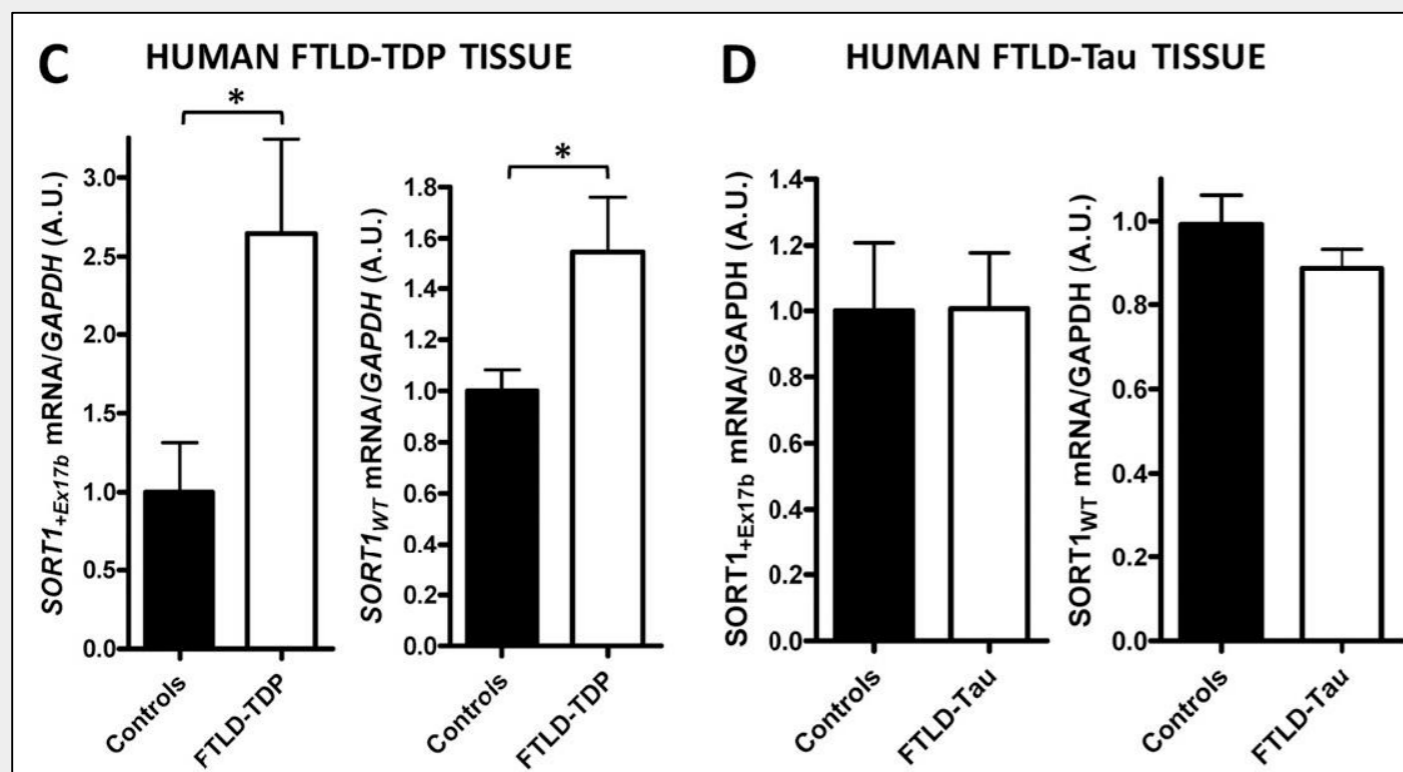 C HUMAN FTLD-TDP TISSUE
*
SORT1+Ex17b mRNA/GAPDH (A.U.)
3.0
2.5
2.0
1.5
1.0
0.5
0.0
Controls
FTLD-TDP
*
SORT1WT mRNA/GAPDH (A.U.)
1.8
1.6
1.4
1.2
1.0
0.8
0.6
0.4
0.2
0.0
Controls
FTLD-TDP
D HUMAN FTLD-Tau TISSUE
SORT1+Ex17b mRNA/GAPDH (A.U.)
1.4
1.2
1.0
0.8
0.6
0.4
0.2
0.0
Controls
FTLD-Tau
SORT1WT mRNA/GAPDH (A.U.)
1.0
0.8
0.6
0.4
0.2
0.0
Controls
FTLD-Tau